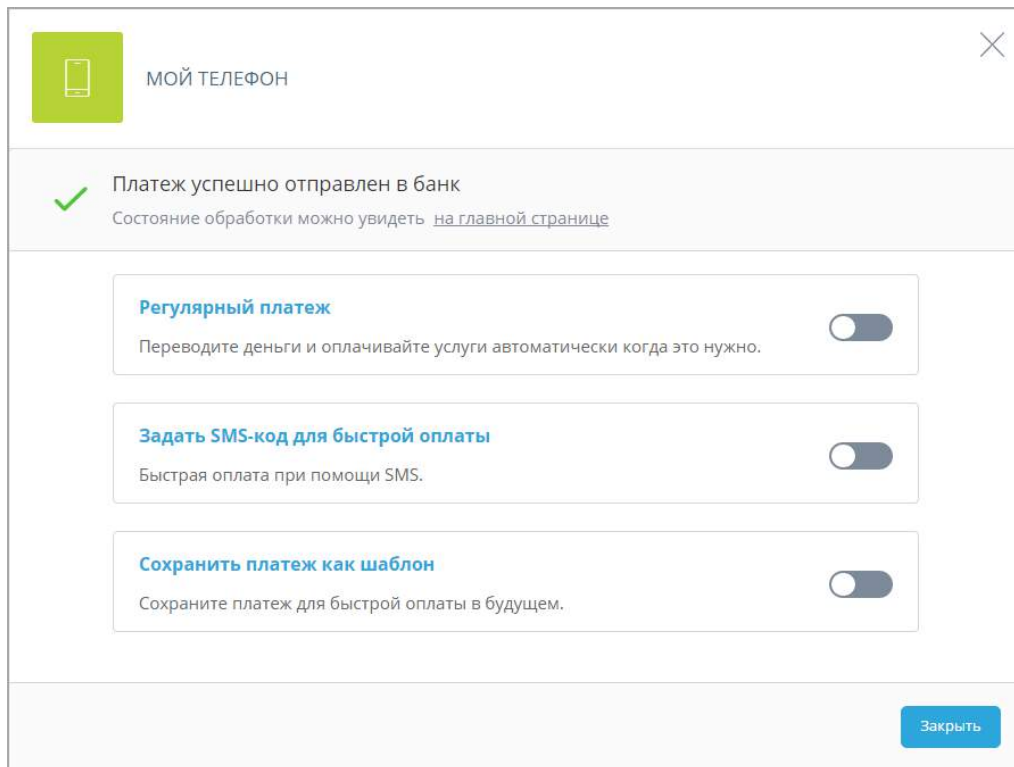 МОЙ ТЕЛЕФОН
Платеж успешно отправлен в банк
Состояние обработки можно увидеть на главной странице
Регулярный платеж
Переводите деньги и оплачивайте услуги автоматически когда это нужно.
Задать SMS-код для быстрой оплаты
Быстрая оплата при помощи SMS.
Сохранить платеж как шаблон
Сохраните платеж для быстрой оплаты в будущем.
Закрыть